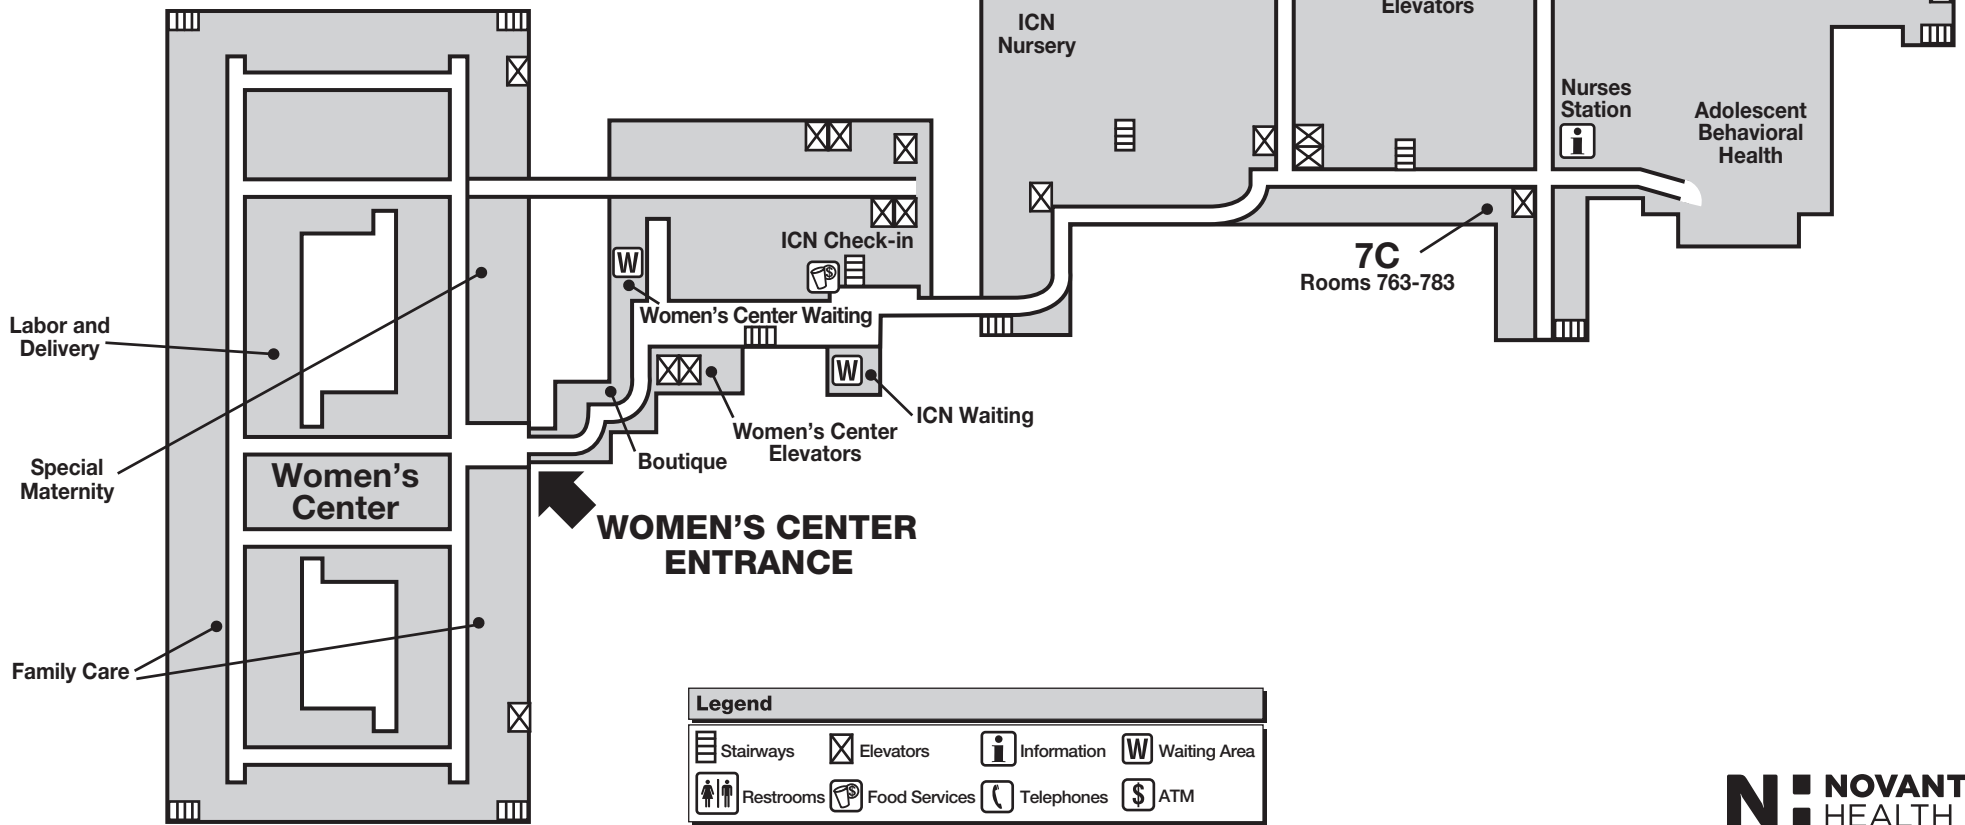 Elevators
ICN
Nursery
Nurses
Station
i
Adolescent
Behavioral
Health
ICN Check-in
W
$
Women's Center Waiting
7C
Rooms 763-783
Labor and
Delivery
W
ICN Waiting
Women's Center
Elevators
Boutique
Special
Maternity
Women's
Center
WOMEN'S CENTER
ENTRANCE
Family Care
Legend
Stairways
Elevators
i Information
W Waiting Area
Restrooms
$ Food Services
Telephones
$ ATM
N NOVANT
HEALTH